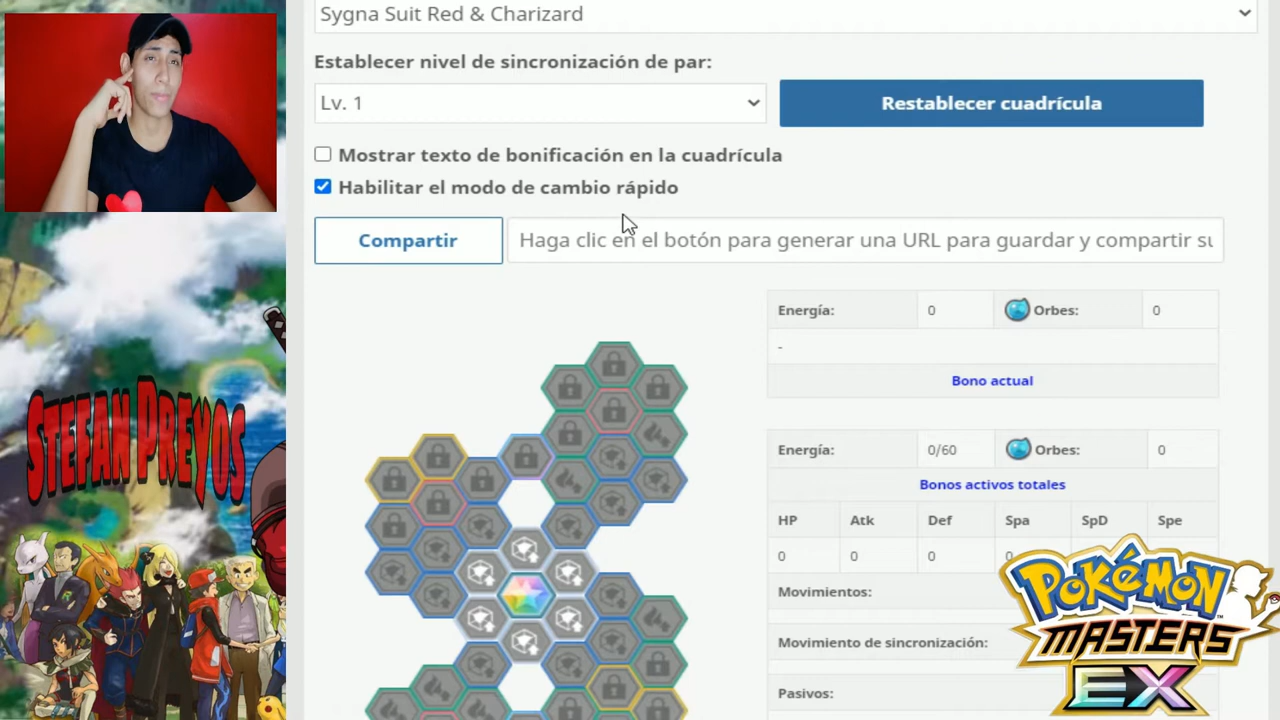 Sygna Suit Red & Charizard
Establecer nivel de sincronización de par:
Lv. 1
Restablecer cuadrícula
Mostrar texto de bonificación en la cuadrícula
Habilitar el modo de cambio rápido
Compartir
Haga clic en el botón para generar una URL para guardar y compartir su
Energía: 0 Orbes: 0
-
Bono actual
Energía: 0/60 Orbes: 0
Bonos activos totales
HP Atk Def Spa SpD Spe
0 0 0 0
Movimientos:
Movimiento de sincronización:
Pasivos:
STEFAN PREYOS
POKéMON
MASTERS
EX